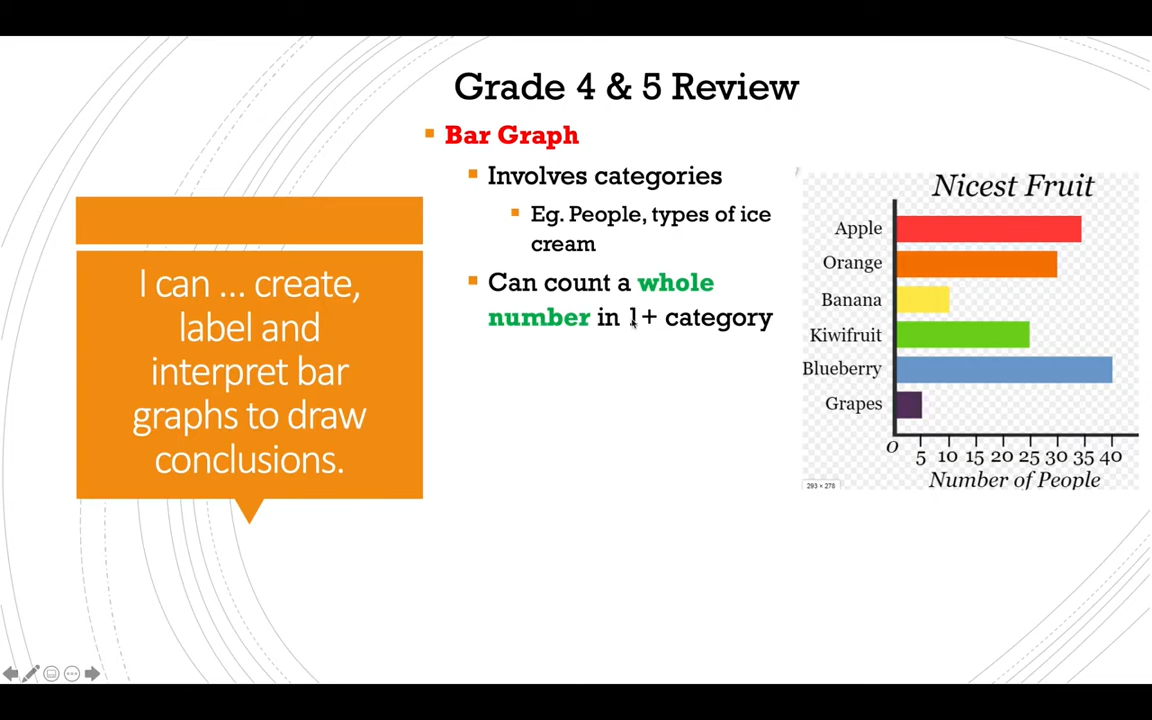 Grade 4 & 5 Review
Bar Graph
Involves categories
Eg. People, types of ice
cream
Can count a whole
number in 1+ category
I can ... create,
label and
interpret bar
graphs to draw
conclusions.
Nicest Fruit
Apple
Orange
Banana
Kiwifruit
Blueberry
Grapes
0 5 10 15 20 25 30 35 40
Number of People
293 × 278